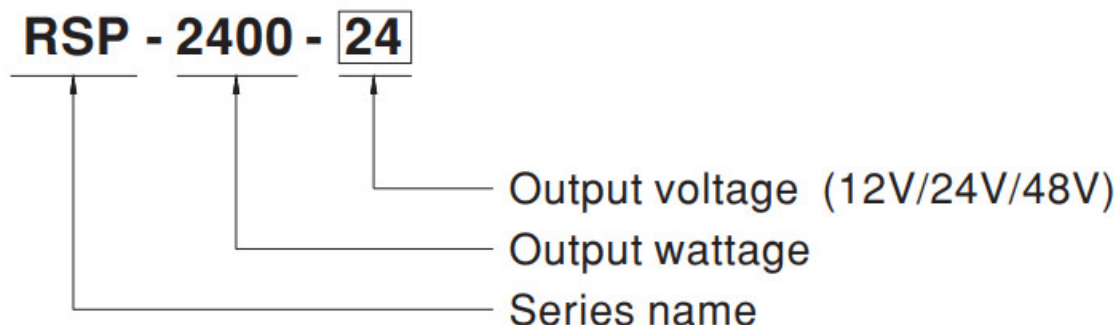 RSP - 2400 - 24
Output voltage (12V/24V/48V)
Output wattage
Series name